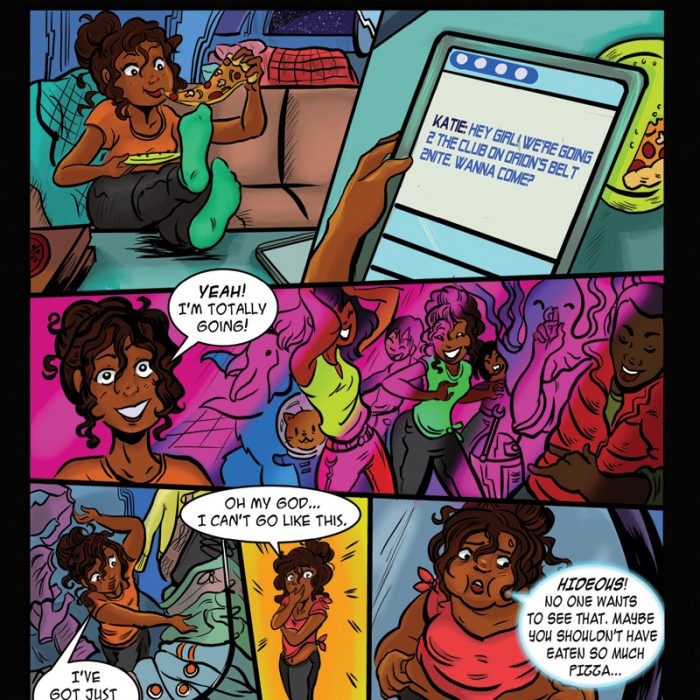 KATIE: HEY GIRL! WE'RE GOING
2 THE CLUB ON ORION'S BELT
2NITE. WANNA COME?
YEAH!
I'M TOTALLY
GOING!
I'VE
GOT JUST
OH MY GOD...
I CAN'T GO LIKE THIS.
HIDEOUS!
NO ONE WANTS
TO SEE THAT. MAYBE
YOU SHOULDN'T HAVE
EATEN SO MUCH
PIZZA...